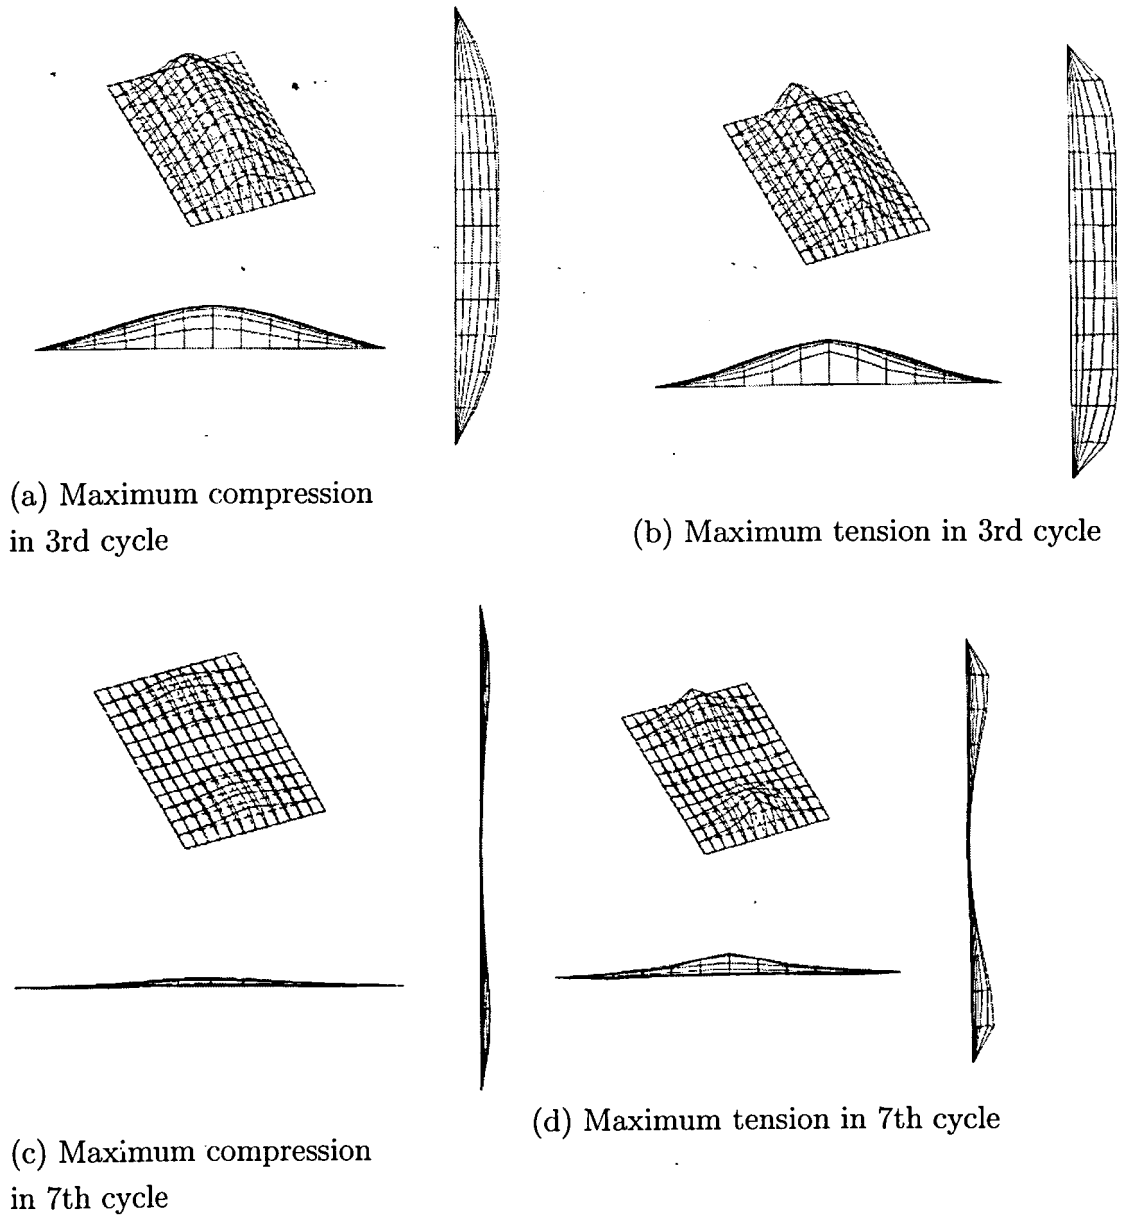 (a) Maximum compression
in 3rd cycle
(b) Maximum tension in 3rd cycle
(c) Maximum compression
in 7th cycle
(d) Maximum tension in 7th cycle